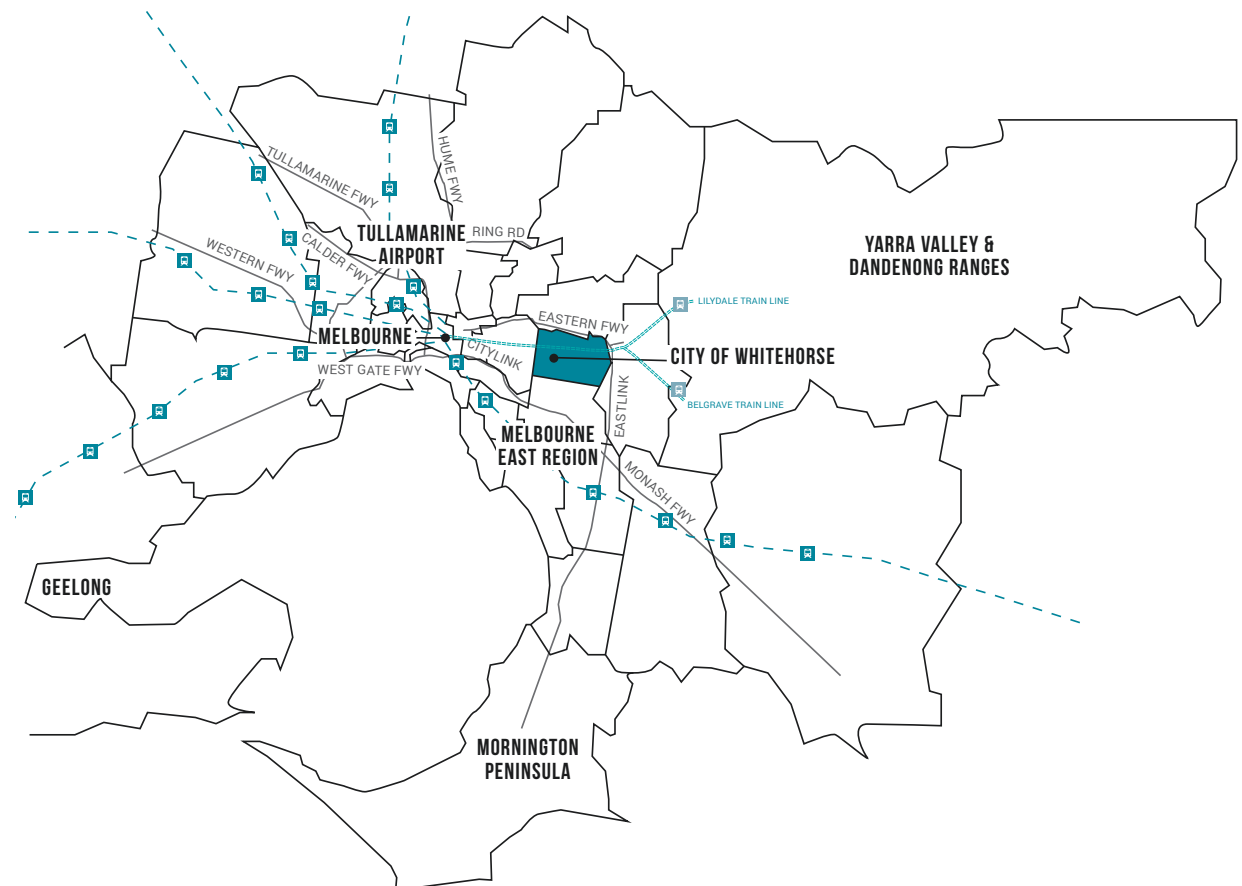 HUME FWY
TULLAMARINE FWY
TULLAMARINE
AIRPORT
RING RD
WESTERN FWY
CALDER FWY
YARRA VALLEY &
DANDENONG RANGES
LILYDALE TRAIN LINE
EASTERN FWY
MELBOURNE
CITYLINK
CITY OF WHITEHORSE
WEST GATE FWY
BELGRAVE TRAIN LINE
EASTLINK
MELBOURNE
EAST REGION
MONASH FWY
GEELONG
MORNINGTON
PENINSULA